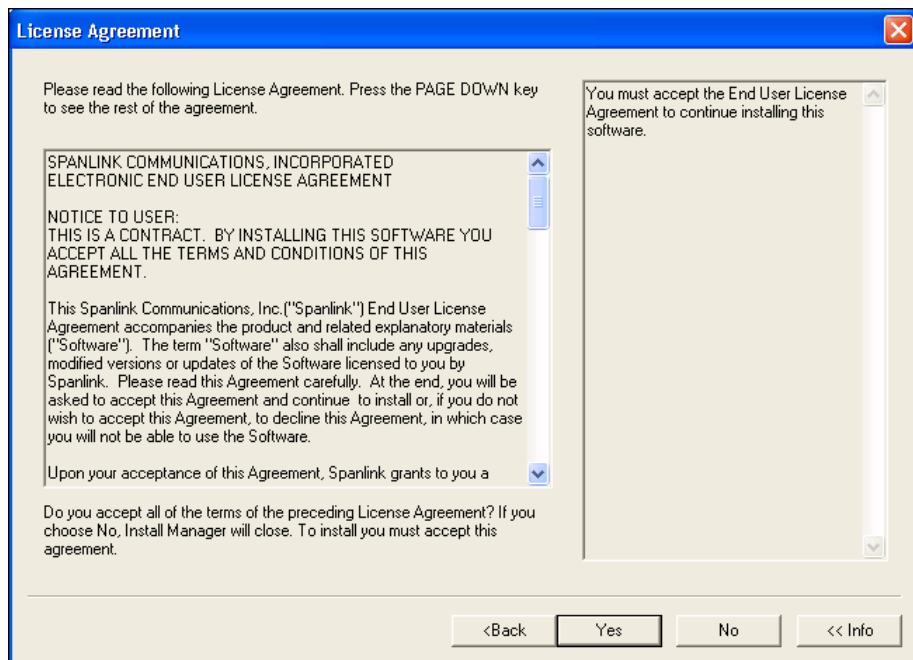 License Agreement
Please read the following License Agreement. Press the PAGE DOWN key
to see the rest of the agreement.
SPANLINK COMMUNICATIONS, INCORPORATED
ELECTRONIC END USER LICENSE AGREEMENT
NOTICE TO USER:
THIS IS A CONTRACT.  BY INSTALLING THIS SOFTWARE YOU
ACCEPT ALL THE TERMS AND CONDITIONS OF THIS
AGREEMENT.
This Spanlink Communications, Inc.("Spanlink") End User License
Agreement accompanies the product and related explanatory materials
("Software").  The term "Software" also shall include any upgrades,
modified versions or updates of the Software licensed to you by
Spanlink.  Please read this Agreement carefully.  At the end, you will be
asked to accept this Agreement and continue  to install or, if you do not
wish to accept this Agreement, to decline this Agreement, in which case
you will not be able to use the Software.
Upon your acceptance of this Agreement, Spanlink grants to you a
Do you accept all of the terms of the preceding License Agreement? If you
choose No, Install Manager will close. To install you must accept this
agreement.
You must accept the End User License
Agreement to continue installing this
software.
<Back
Yes
No
<< Info